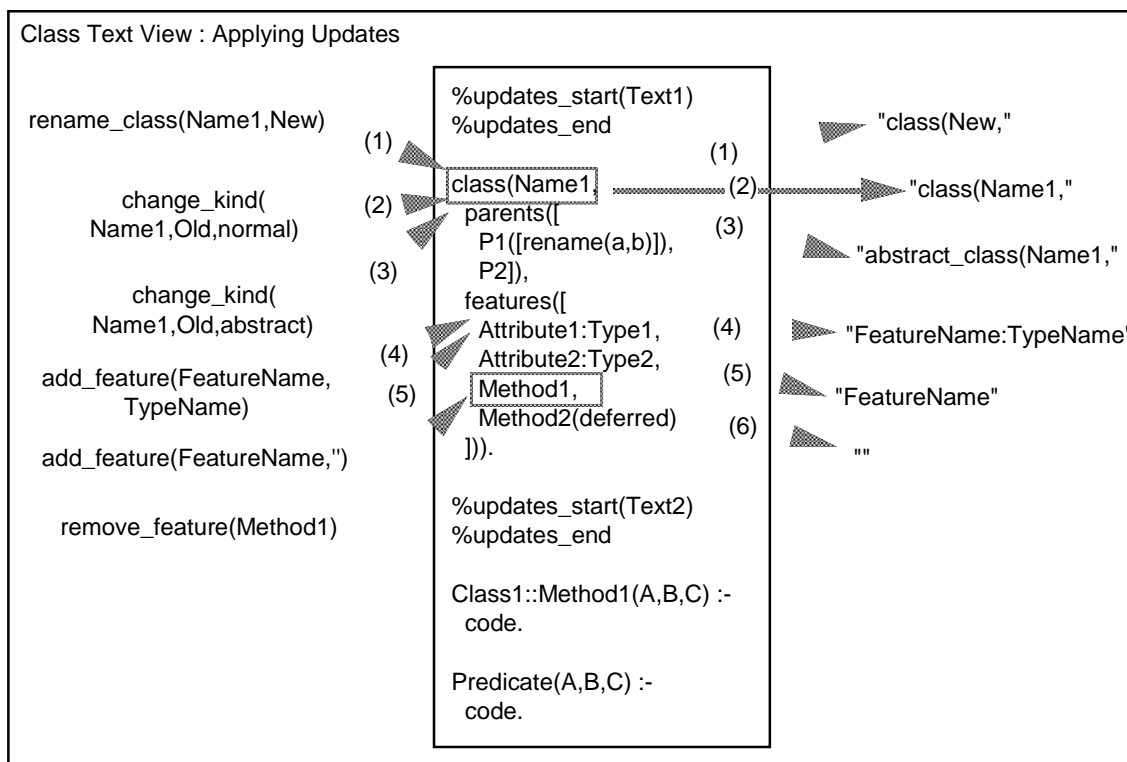 Class Text View : Applying Updates
rename_class(Name1,New)
change_kind(
Name1,Old,normal)
change_kind(
Name1,Old,abstract)
add_feature(FeatureName,
TypeName)
add_feature(FeatureName,'')
remove_feature(Method1)
(1)
(2)
(3)
(4)
(5)
%updates_start(Text1)
%updates_end
class(Name1,
parents([
P1([rename(a,b)]),
P2]),
features([
Attribute1:Type1,
Attribute2:Type2,
Method1,
Method2(deferred)
])).
%updates_start(Text2)
%updates_end
Class1::Method1(A,B,C) :-
code.
Predicate(A,B,C) :-
code.
(1)
(2)
(3)
(4)
(5)
(6)
"class(New,"
"class(Name1,"
"abstract_class(Name1,"
"FeatureName:TypeName"
"FeatureName"
""